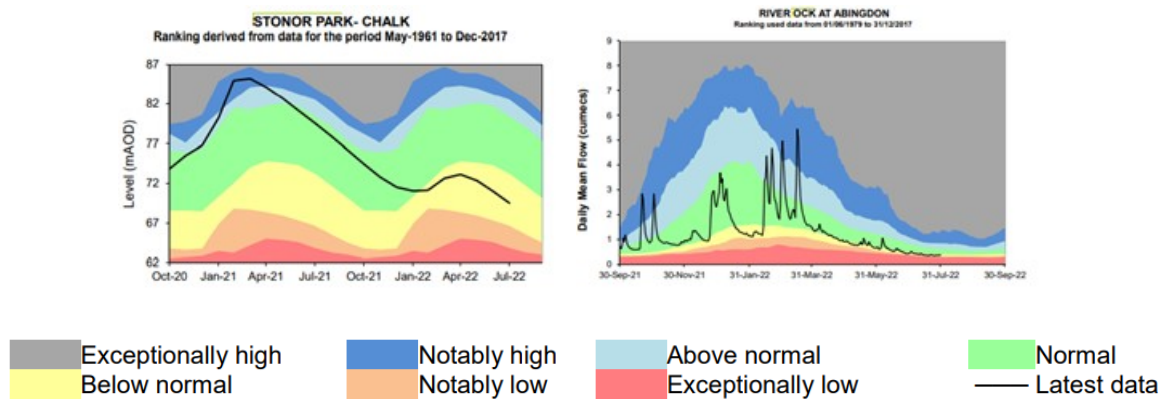 STONOR PARK- CHALK
Ranking derived from data for the period May-1961 to Dec-2017
Level (mAOD)
87
82
77
72
67
62
Oct-20 Jan-21 Apr-21 Jul-21 Oct-21 Jan-22 Apr-22 Jul-22
RIVER OCK AT ABINGDON
Ranking used data from 01/06/1979 to 31/12/2017
Daily Mean Flow (cumecs)
9
8
7
6
5
4
3
2
1
0
30-Sep-21 30-Nov-21 31-Jan-22 31-Mar-22 31-May-22 31-Jul-22 30-Sep-22
Exceptionally high Notably high Above normal Normal
Below normal Notably low Exceptionally low Latest data